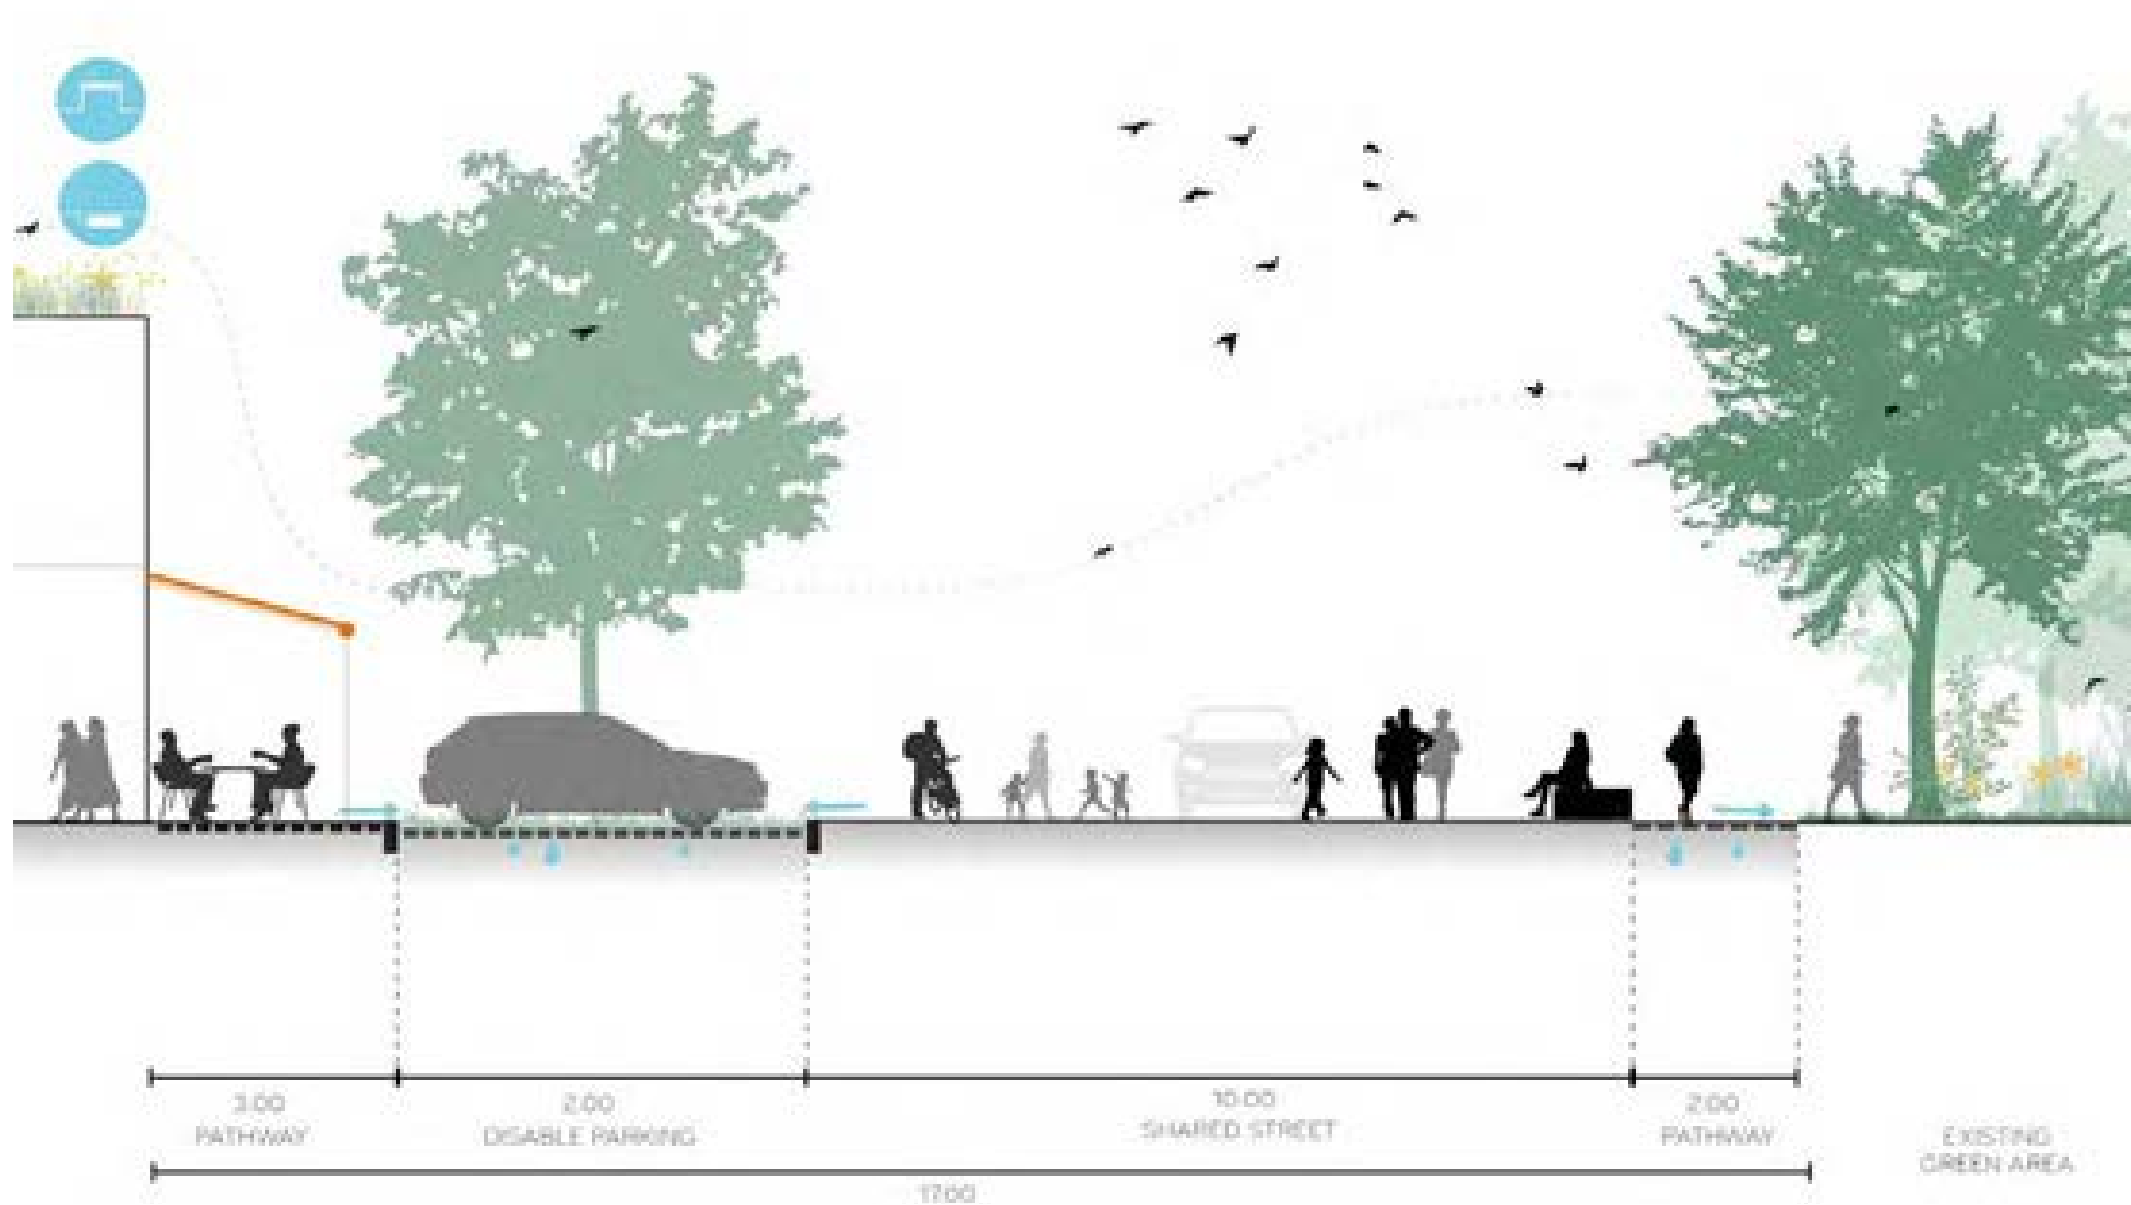 3.00
PATHWAY
2.00
DISABLE PARKING
10.00
SHARED STREET
2.00
PATHWAY
EXISTING
GREEN AREA
17.00